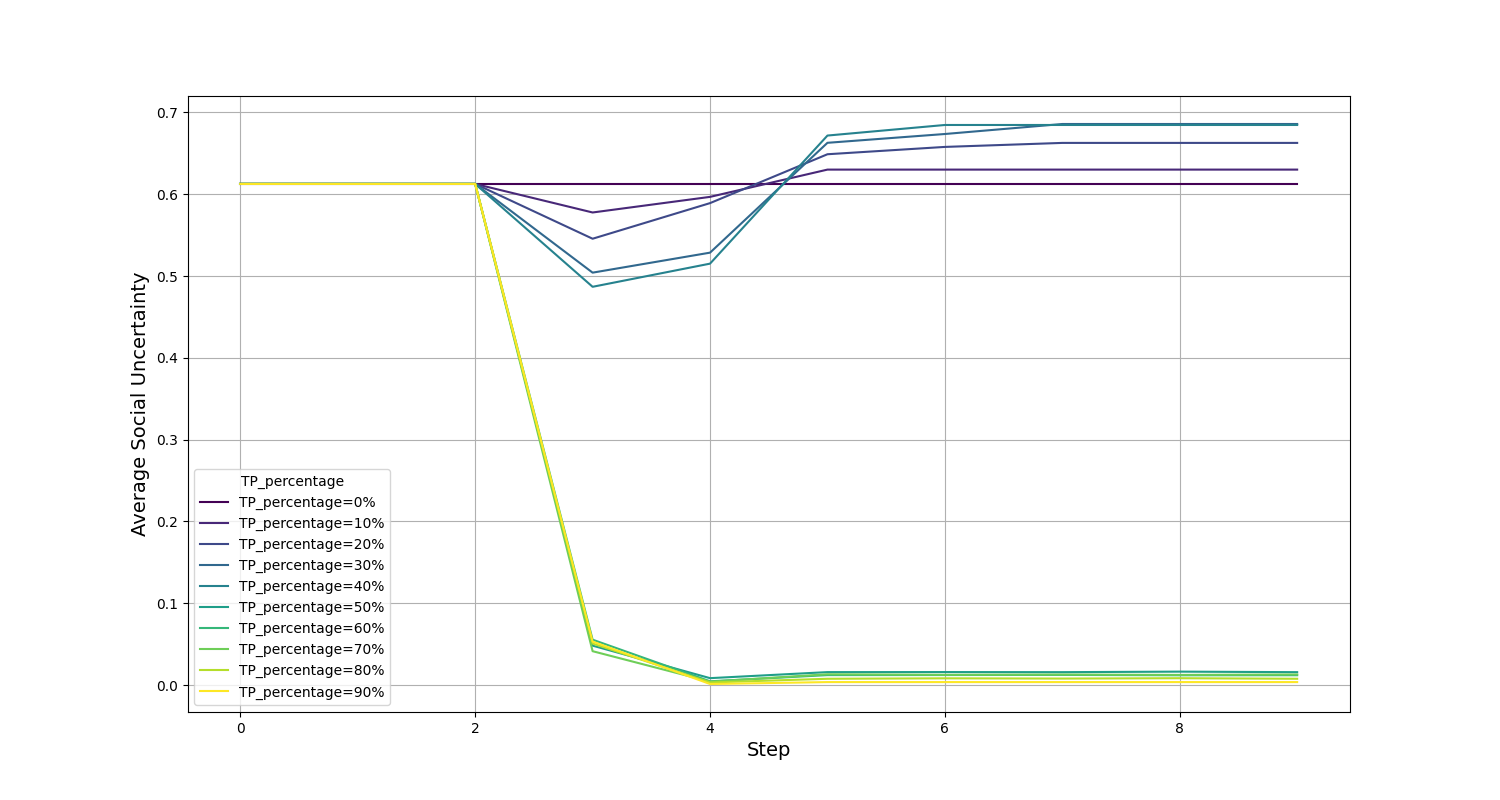 0.7
0.6
0.5
0.4
0.3
0.2
0.1
0.0
Average Social Uncertainty
TP_percentage
TP_percentage=0%
TP_percentage=10%
TP_percentage=20%
TP_percentage=30%
TP_percentage=40%
TP_percentage=50%
TP_percentage=60%
TP_percentage=70%
TP_percentage=80%
TP_percentage=90%
0 2 4 6 8
Step